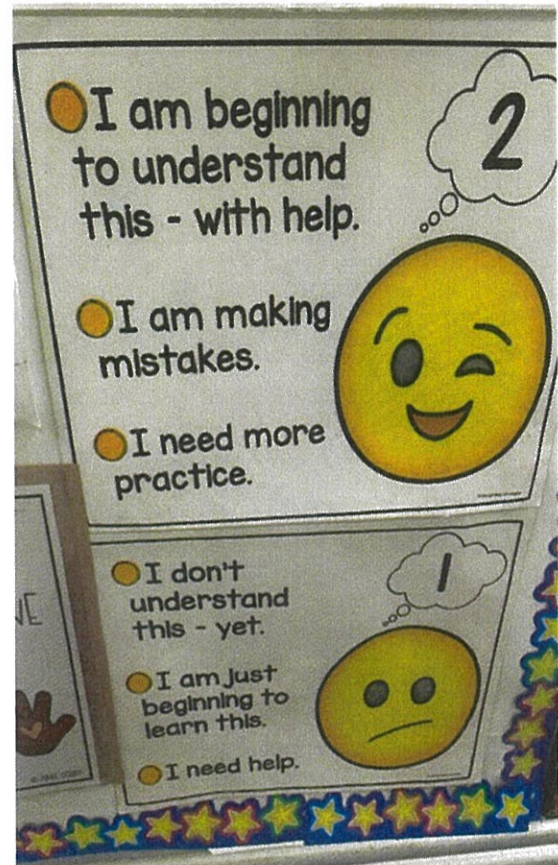 I am beginning
to understand
this - with help.
2
I am making
mistakes.
I need more
practice.
I don't
understand
this - yet.
1
I am just
beginning to
learn this.
I need help.